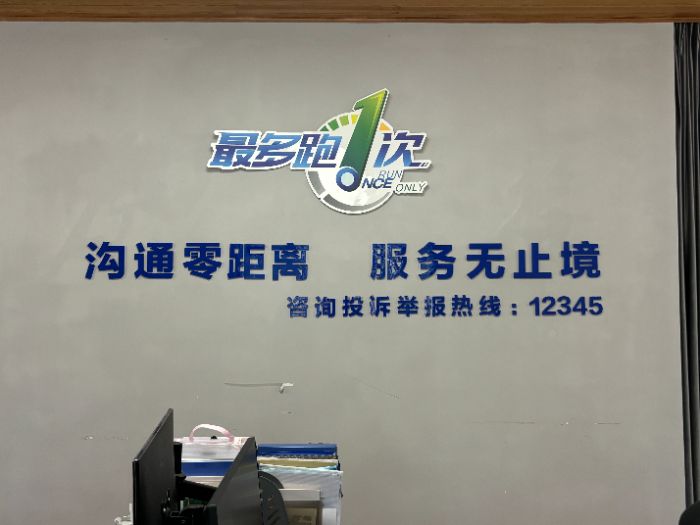 最多跑1次
RUN
ONCE ONLY
沟通零距离 服务无止境
咨询投诉举报热线：12345